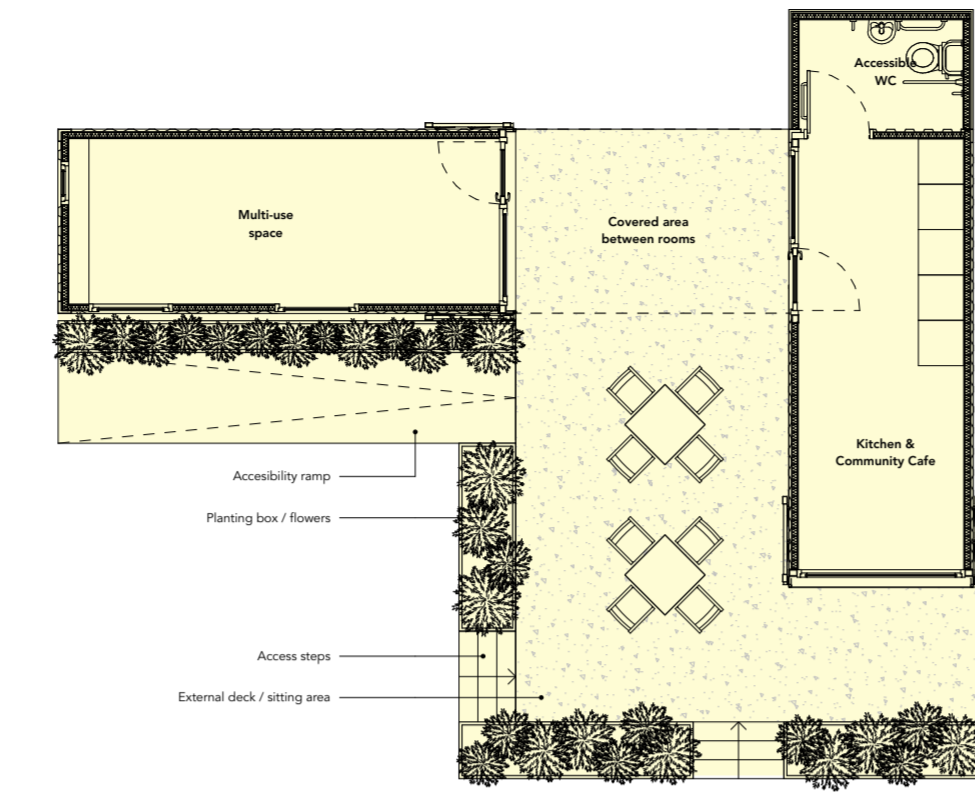 Accessible
WC
Multi-use
space
Covered area
between rooms
Kitchen &
Community Cafe
Accesibility ramp
Planting box / flowers
Access steps
External deck / sitting area